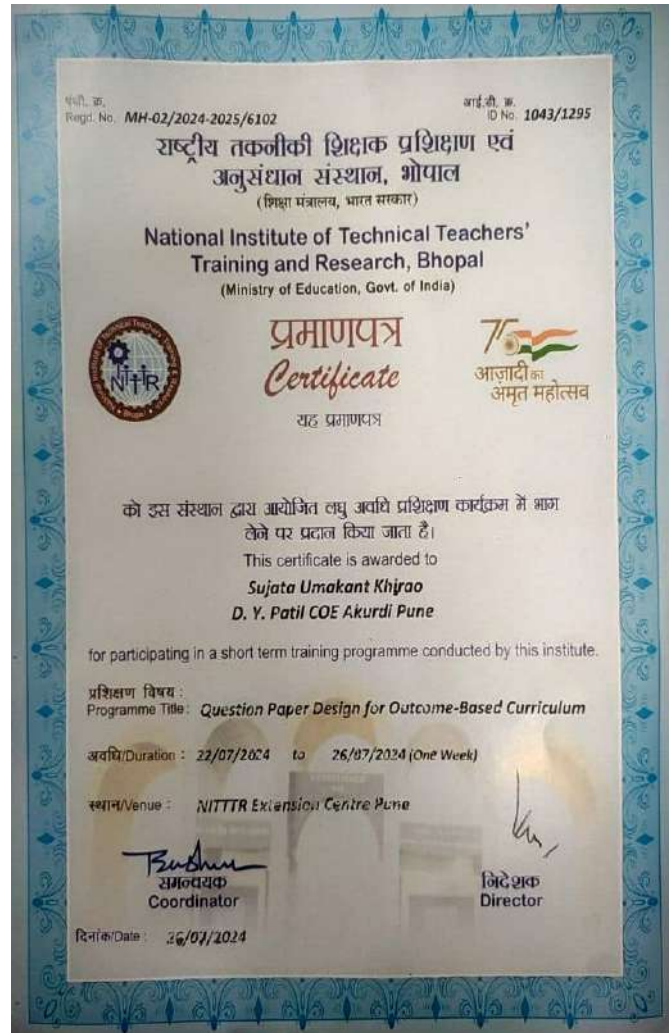 पंजी. क्र.
Regd. No. MH-02/2024-2025/6102
आई.डी. क्र.
ID No. 1043/1295
राष्ट्रीय तकनीकी शिक्षक प्रशिक्षण एवं
अनुसंधान संस्थान, भोपाल
(शिक्षा मंत्रालय, भारत सरकार)
National Institute of Technical Teachers'
Training and Research, Bhopal
(Ministry of Education, Govt. of India)
NITTTR
प्रमाणपत्र
Certificate
यह प्रमाणपत्र
75
आज़ादी का
अमृत महोत्सव
को इस संस्थान द्वारा आयोजित लघु अवधि प्रशिक्षण कार्यक्रम में भाग
लेने पर प्रदान किया जाता है।
This certificate is awarded to
Sujata Umakant Khirao
D. Y. Patil COE Akurdi Pune
for participating in a short term training programme conducted by this institute.
प्रशिक्षण विषय :
Programme Title : Question Paper Design for Outcome-Based Curriculum
अवधि/Duration : 22/07/2024 to 26/07/2024 (One Week)
स्थान/Venue : NITTTR Extension Centre Pune
समन्वयक
Coordinator
निदेशक
Director
दिनांक/Date : 26/07/2024